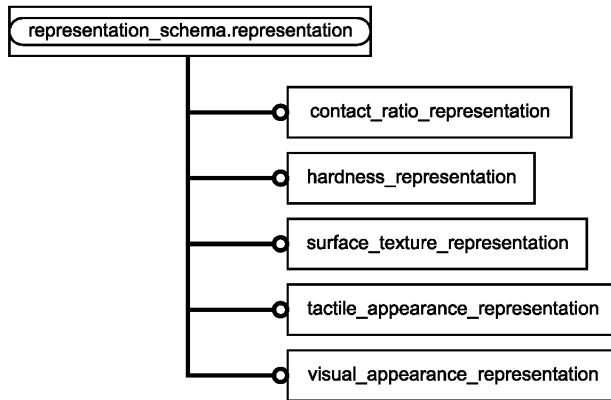 representation_schema.representation
contact_ratio_representation
hardness_representation
surface_texture_representation
tactile_appearance_representation
visual_appearance_representation